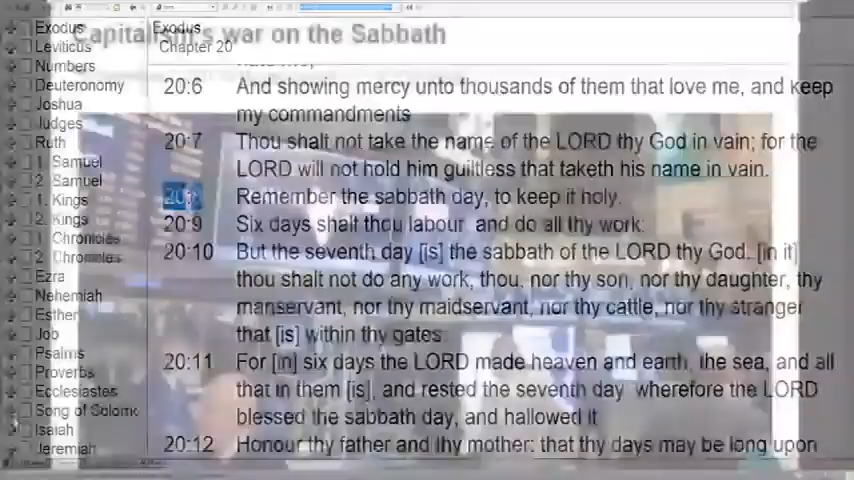 Capitalism's war on the Sabbath
Exodus
Chapter 20
Exodus
Leviticus
Numbers
Deuteronomy
Joshua
Judges
Ruth
1. Samuel
2. Samuel
1. Kings
2. Kings
1. Chronicles
2. Chronicles
Ezra
Nehemiah
Esther
Job
Psalms
Proverbs
Ecclesiastes
Song of Solomo
Isaiah
Jeremiah
20:6 And showing mercy unto thousands of them that love me, and keep
my commandments
20:7 Thou shalt not take the name of the LORD thy God in vain; for the
LORD will not hold him guiltless that taketh his name in vain.
20:8 Remember the sabbath day, to keep it holy.
20:9 Six days shalt thou labour, and do all thy work:
20:10 But the seventh day [is] the sabbath of the LORD thy God. [in it]
thou shalt not do any work, thou, nor thy son, nor thy daughter, thy
manservant, nor thy maidservant, nor thy cattle, nor thy stranger
that [is] within thy gates:
20:11 For [in] six days the LORD made heaven and earth, the sea, and all
that in them [is], and rested the seventh day wherefore the LORD
blessed the sabbath day, and hallowed it
20:12 Honour thy father and thy mother: that thy days may be long upon